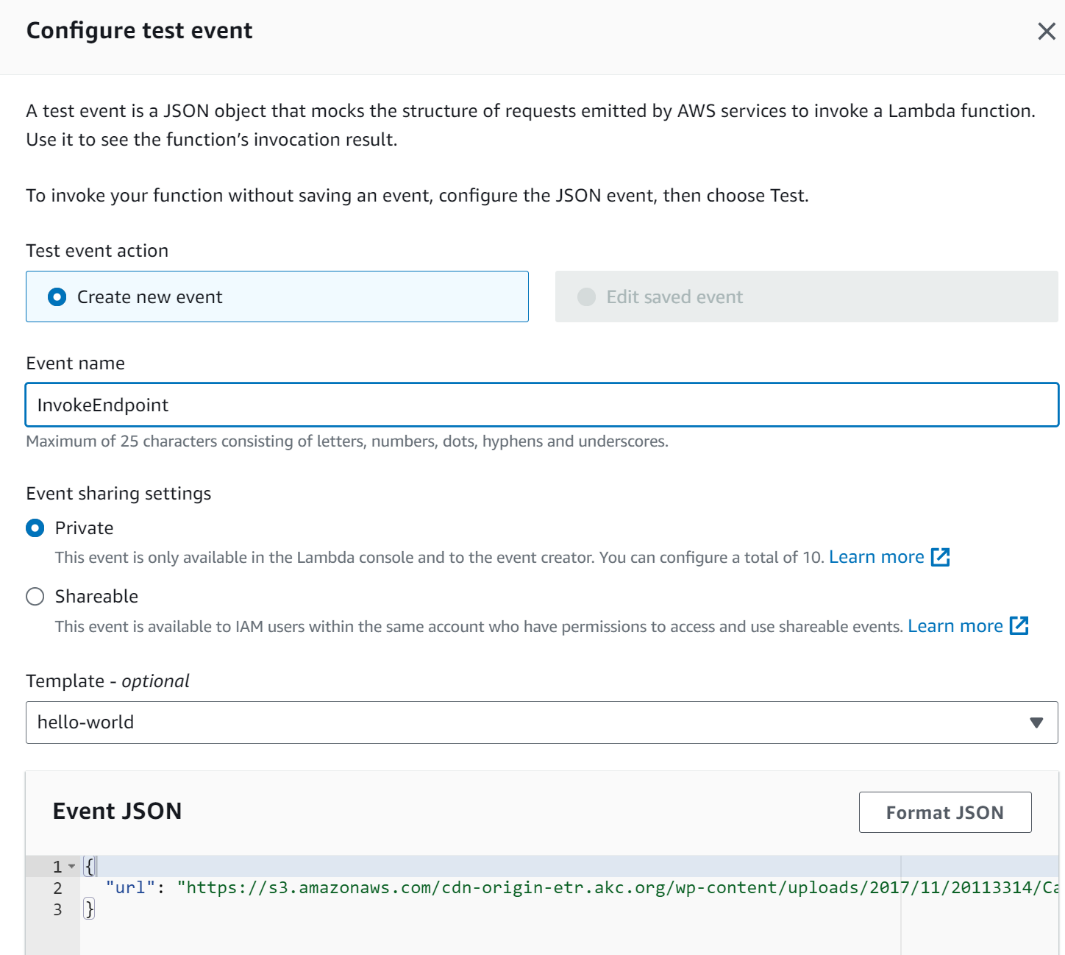 Configure test event
A test event is a JSON object that mocks the structure of requests emitted by AWS services to invoke a Lambda function.
Use it to see the function’s invocation result.
To invoke your function without saving an event, configure the JSON event, then choose Test.
Test event action
Create new event
Edit saved event
Event name
InvokeEndpoint
Maximum of 25 characters consisting of letters, numbers, dots, hyphens and underscores.
Event sharing settings
Private
This event is only available in the Lambda console and to the event creator. You can configure a total of 10. Learn more
Shareable
This event is available to IAM users within the same account who have permissions to access and use shareable events. Learn more
Template - optional
hello-world
Event JSON
Format JSON
1 {
2 "url": "https://s3.amazonaws.com/cdn-origin-etr.akc.org/wp-content/uploads/2017/11/20113314/Ca
3 }